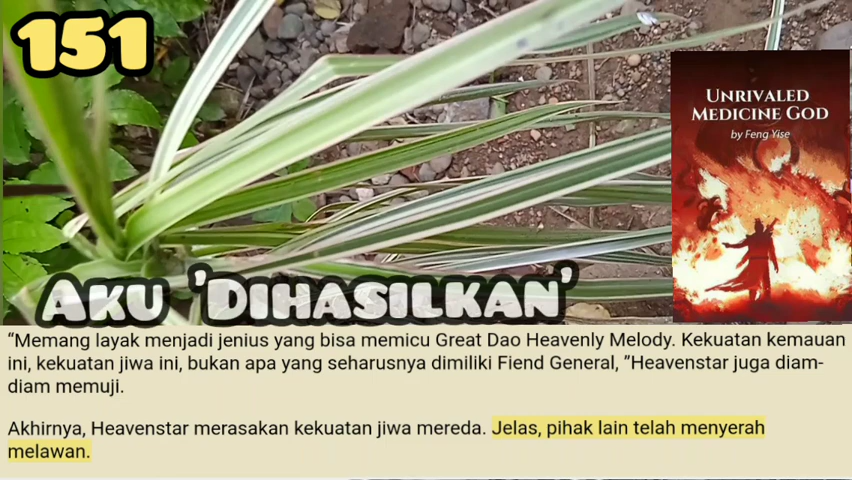 151
UNRIVALED
MEDICINE GOD
by Feng Yise
AKU 'DIHASILKAN'
“Memang layak menjadi jenius yang bisa memicu Great Dao Heavenly Melody. Kekuatan kemauan
ini, kekuatan jiwa ini, bukan apa yang seharusnya dimiliki Fiend General, ”Heavenstar juga diam-
diam memuji.
Akhirnya, Heavenstar merasakan kekuatan jiwa mereda. Jelas, pihak lain telah menyerah
melawan.